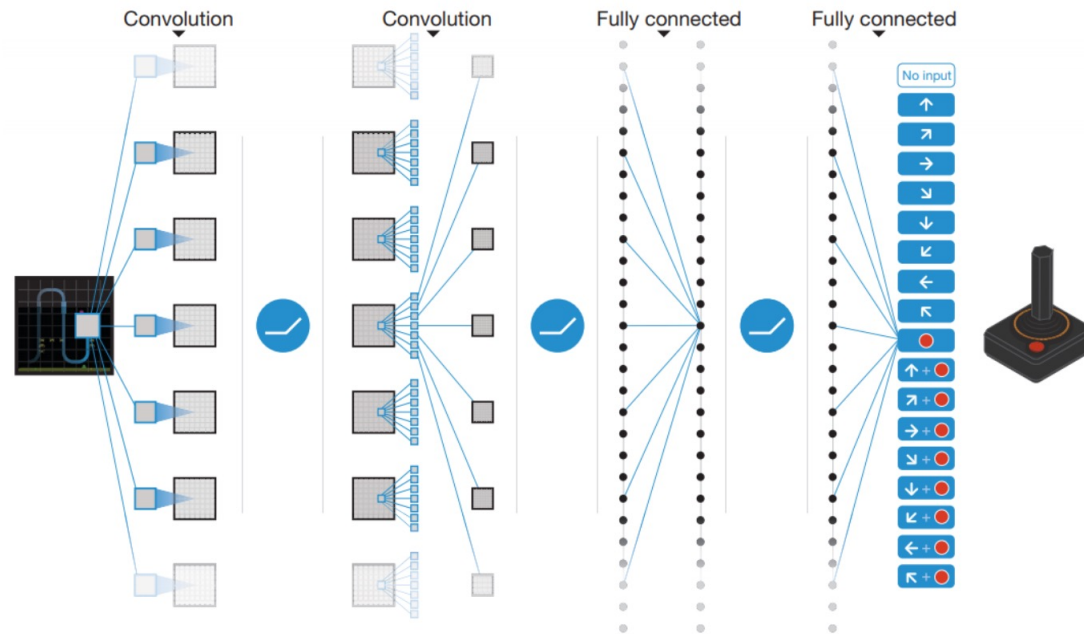 Convolution
Convolution
Fully connected
Fully connected
No input
+
+
+
+
+
+
+
+